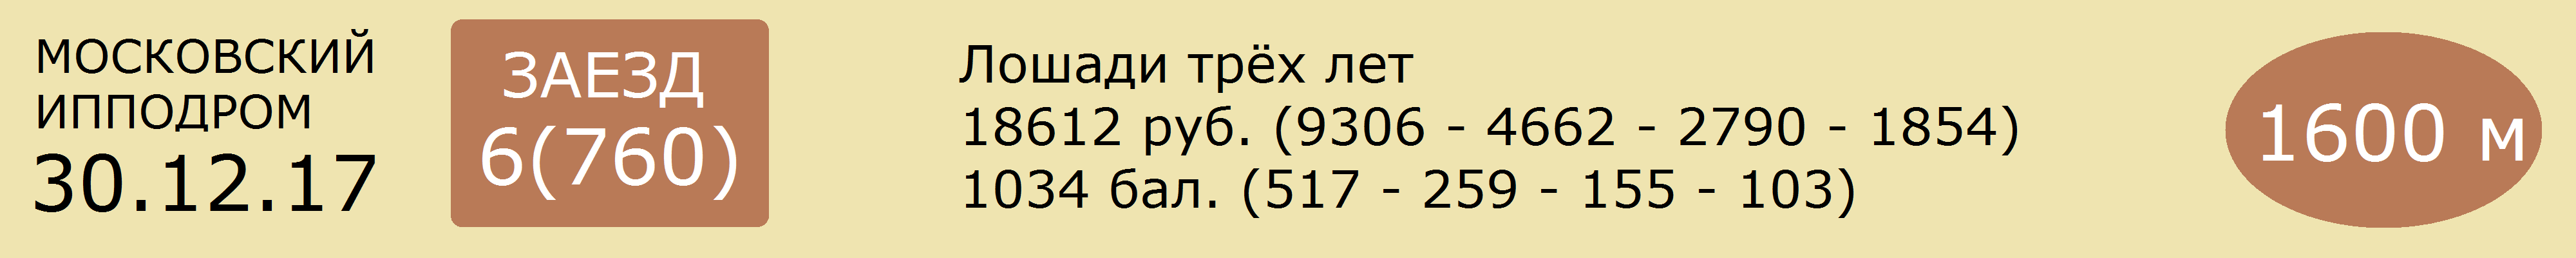 МОСКОВСКИЙ
ИППОДРОМ
30.12.17
ЗАЕЗД
6(760)
Лошади трёх лет
18612 руб. (9306 - 4662 - 2790 - 1854)
1034 бал. (517 - 259 - 155 - 103)
1600 м